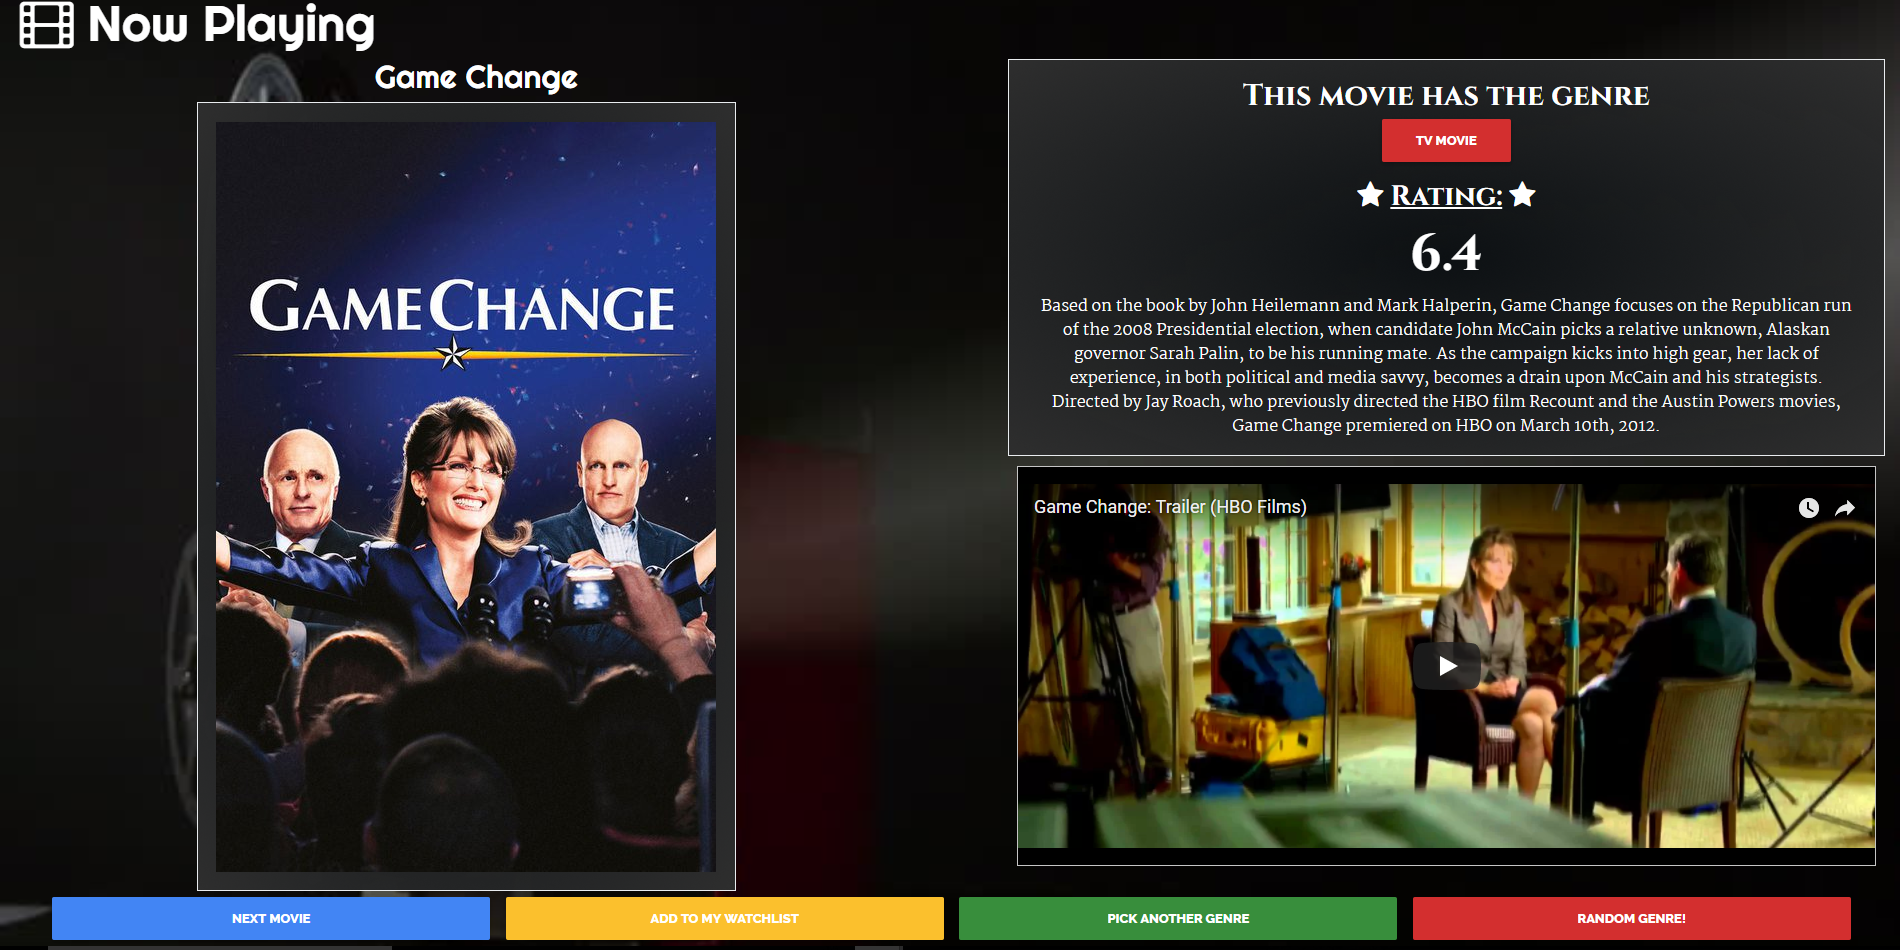 Now Playing
Game Change
GAME CHANGE
THIS MOVIE HAS THE GENRE
TV MOVIE
RATING:
6.4
Based on the book by John Heilemann and Mark Halperin, Game Change focuses on the Republican run
of the 2008 Presidential election, when candidate John McCain picks a relative unknown, Alaskan
governor Sarah Palin, to be his running mate. As the campaign kicks into high gear, her lack of
experience, in both political and media savvy, becomes a drain upon McCain and his strategists.
Directed by Jay Roach, who previously directed the HBO film Recount and the Austin Powers movies,
Game Change premiered on HBO on March 10th, 2012.
Game Change: Trailer (HBO Films)
NEXT MOVIE
ADD TO MY WATCHLIST
PICK ANOTHER GENRE
RANDOM GENRE!